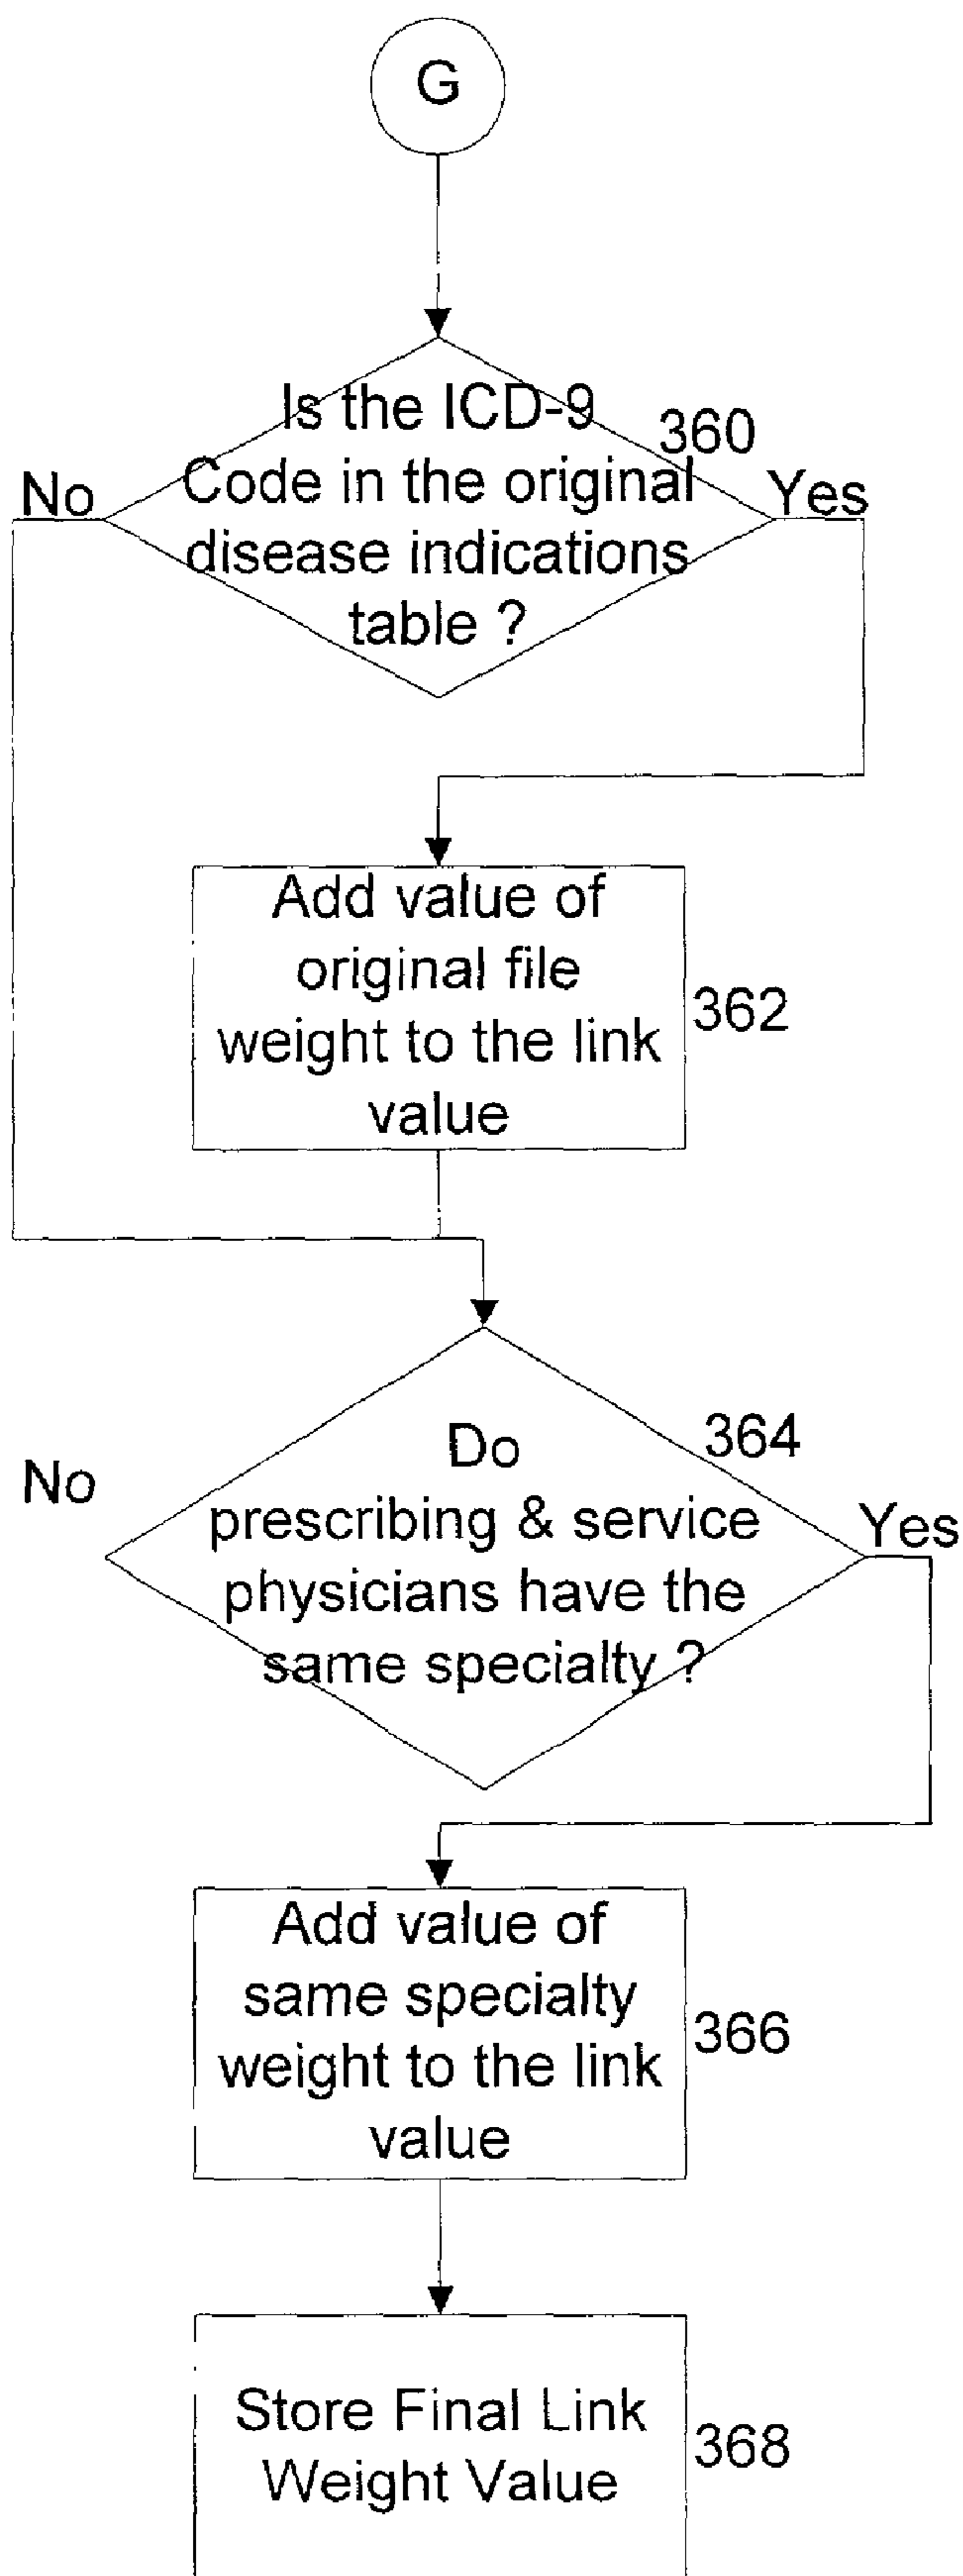 G
Is the ICD-9
360
No
Code in the original
Yes
disease indications
table ?
Add value of
original file
weight to the link
362
value
Do
364
No
prescribing & service
Yes
physicians have the
same specialty ?
Add value of
same specialty
weight to the link
366
value
Store Final Link
Weight Value
368